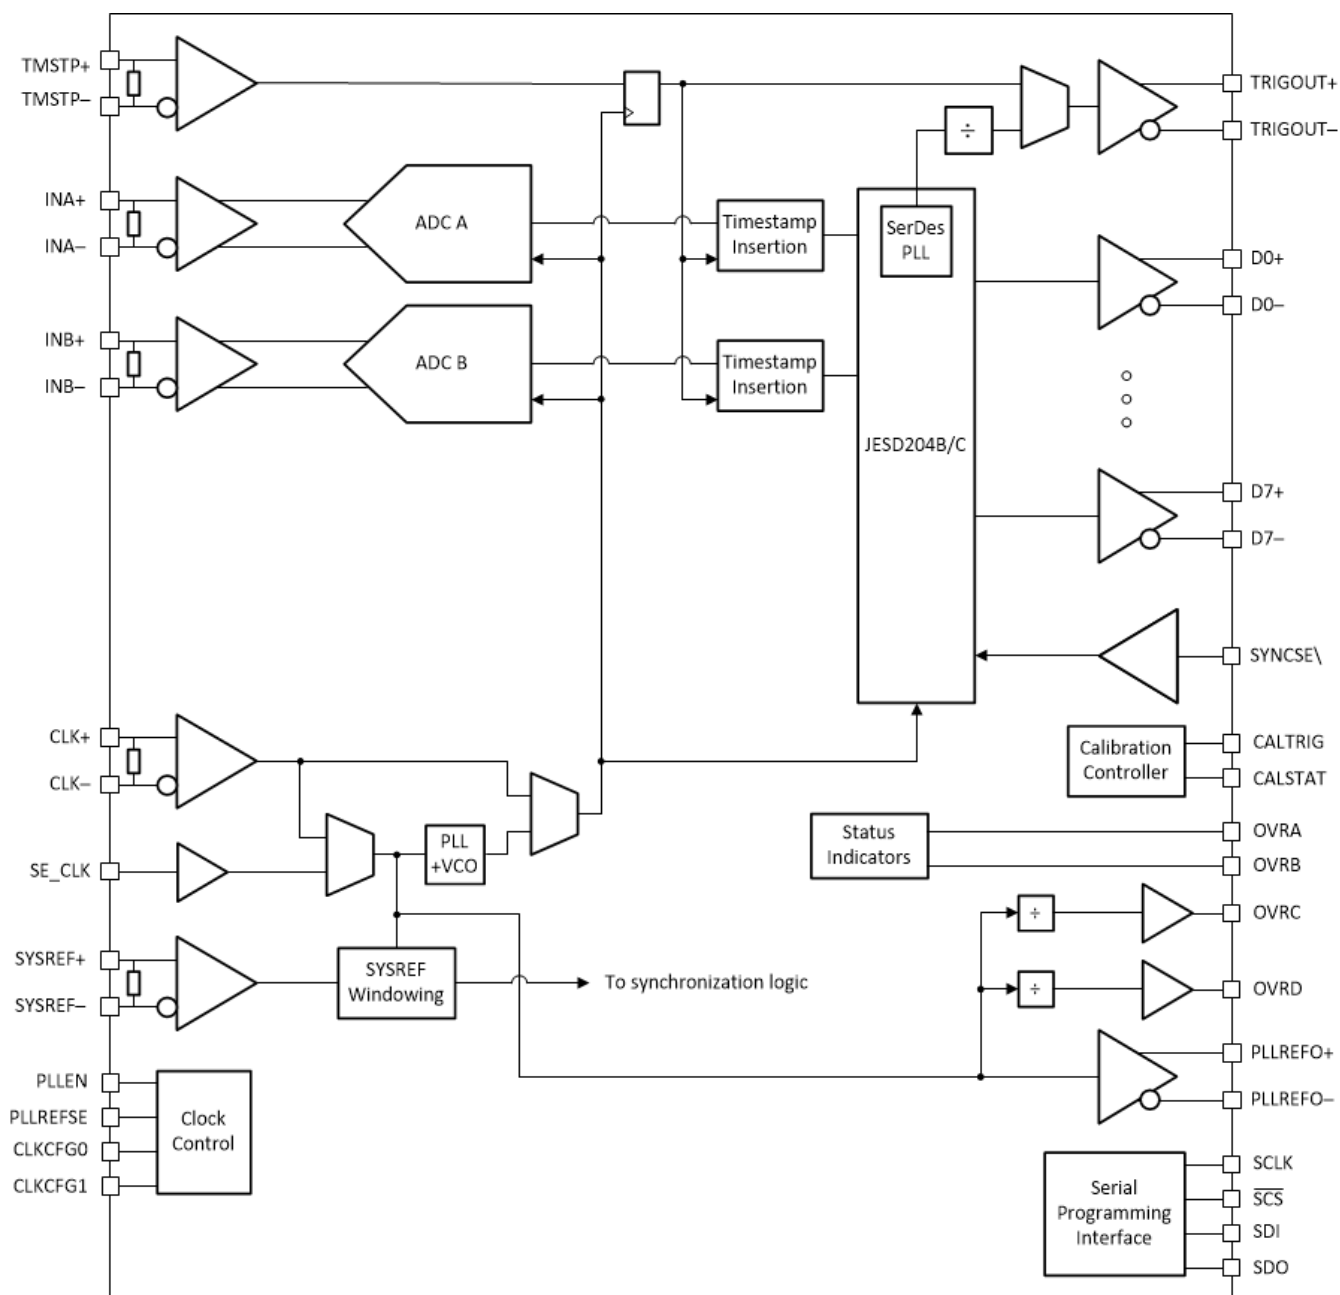 TMSTP+
TMSTP–
INA+
INA–
INB+
INB–
CLK+
CLK–
SE_CLK
SYSREF+
SYSREF–
PLLEN
PLLREFSE
CLKCFG0
CLKCFG1
ADC A
ADC B
Timestamp
Insertion
Timestamp
Insertion
SerDes
PLL
JESD204B/C
÷
PLL
+VCO
SYSREF
Windowing
To synchronization logic
Clock
Control
Calibration
Controller
Status
Indicators
÷
÷
Serial
Programming
Interface
TRIGOUT+
TRIGOUT–
D0+
D0–
D7+
D7–
SYNCSE\
CALTRIG
CALSTAT
OVRA
OVRB
OVRC
OVRD
PLLREFO+
PLLREFO–
SCLK
S̅C̅S̅
SDI
SDO